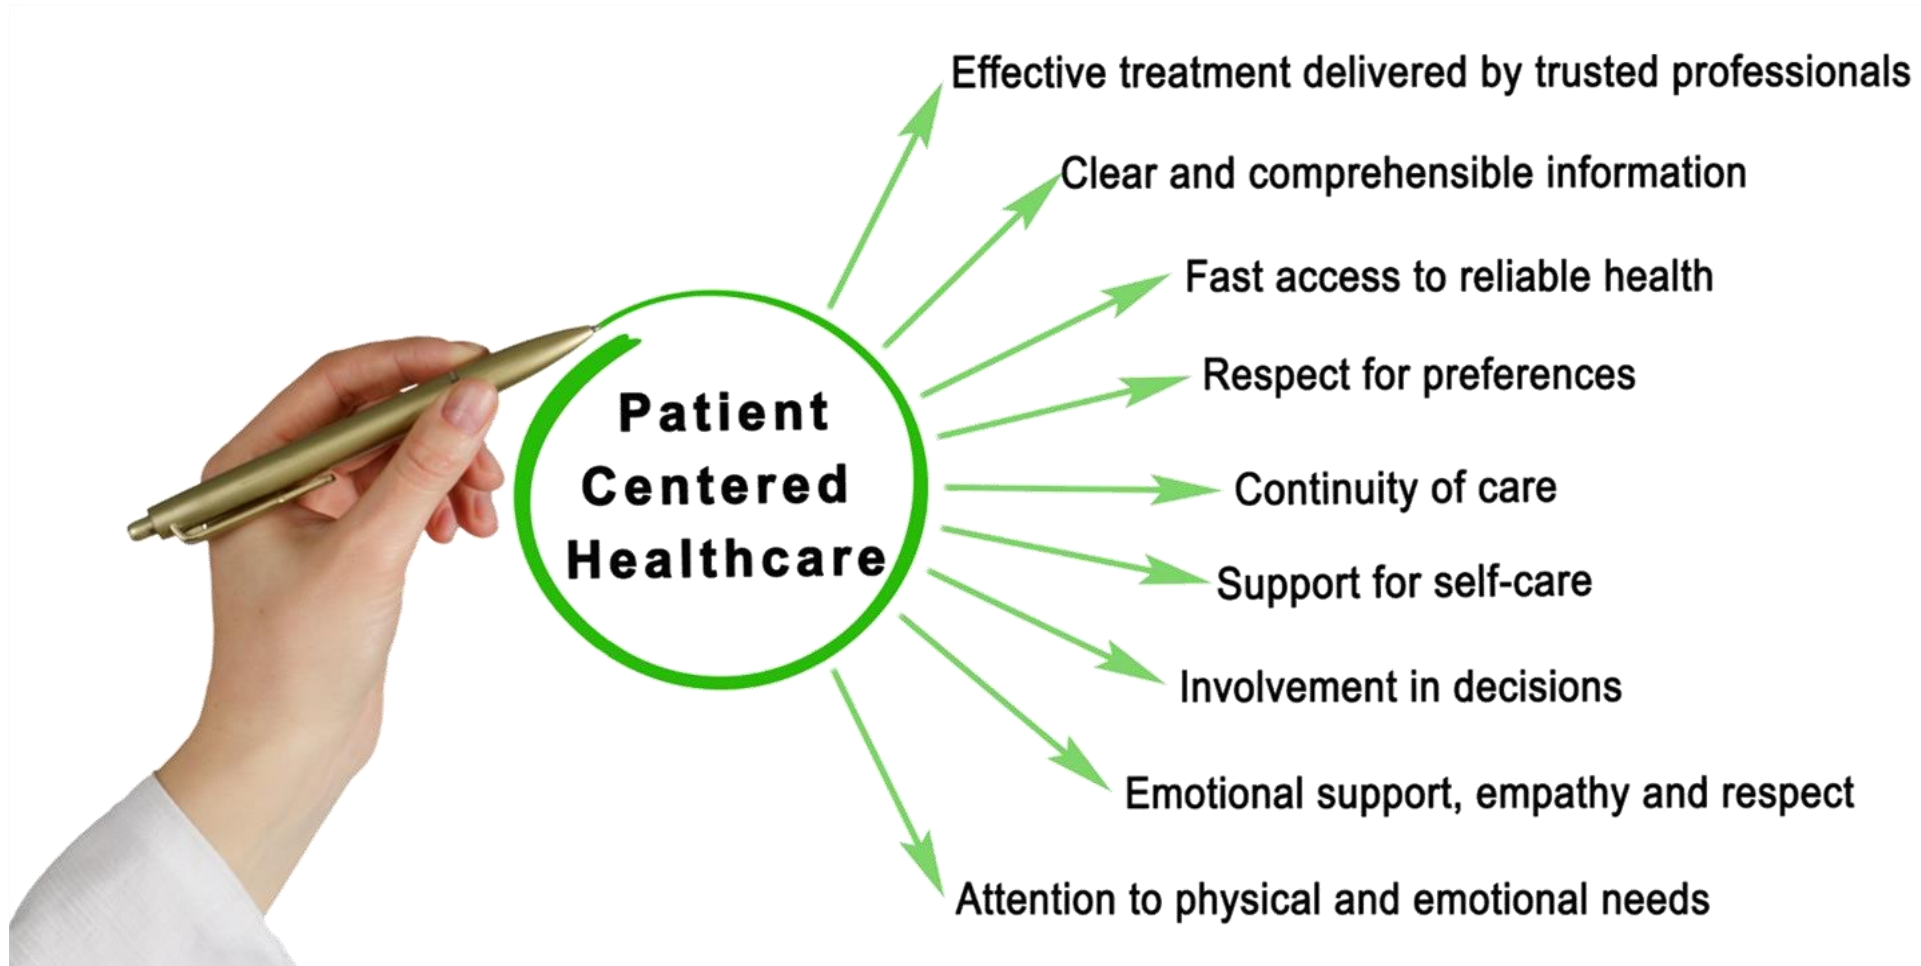 Patient
Centered
Healthcare
Effective treatment delivered by trusted professionals
Clear and comprehensible information
Fast access to reliable health
Respect for preferences
Continuity of care
Support for self-care
Involvement in decisions
Emotional support, empathy and respect
Attention to physical and emotional needs